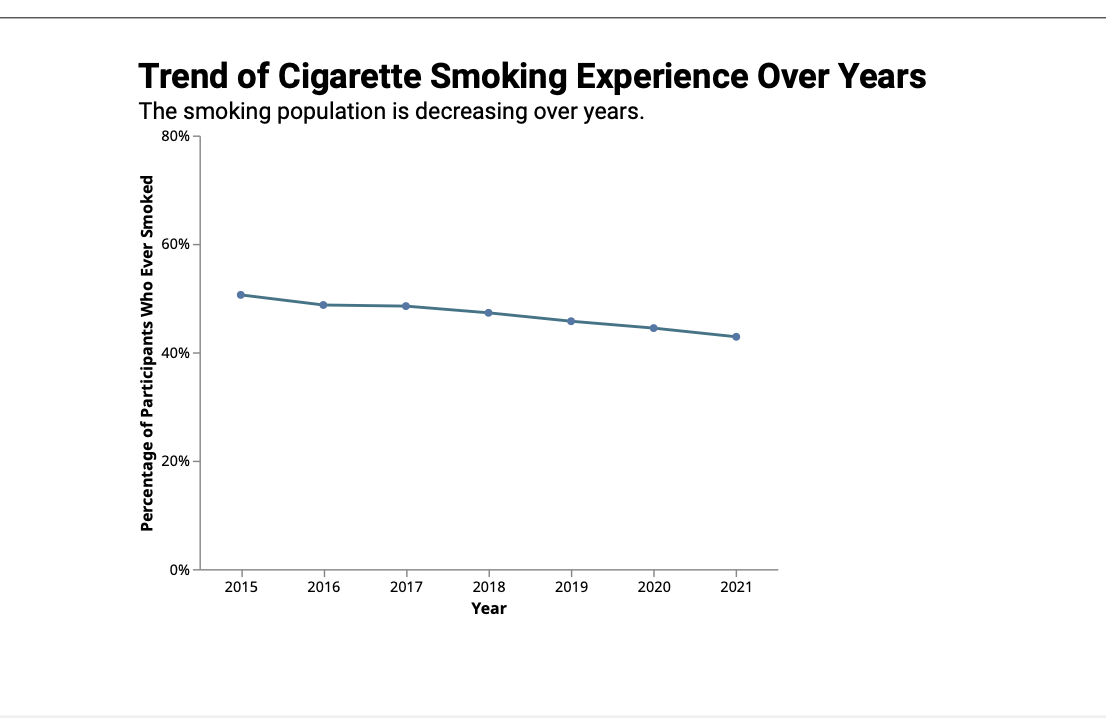 Trend of Cigarette Smoking Experience Over Years
The smoking population is decreasing over years.
Percentage of Participants Who Ever Smoked
80%
60%
40%
20%
0%
2015 2016 2017 2018 2019 2020 2021
Year